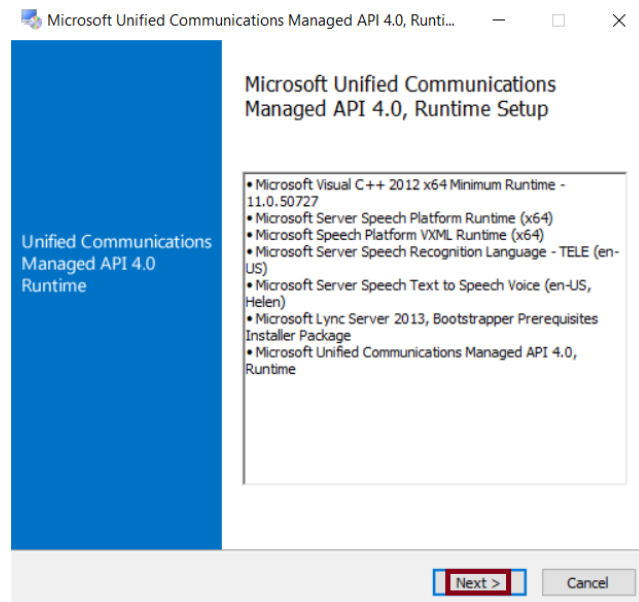 Microsoft Unified Communications Managed API 4.0, Runti...
Microsoft Unified Communications
Managed API 4.0, Runtime Setup
Unified Communications
Managed API 4.0
Runtime
• Microsoft Visual C++ 2012 x64 Minimum Runtime -
11.0.50727
• Microsoft Server Speech Platform Runtime (x64)
• Microsoft Speech Platform VXML Runtime (x64)
• Microsoft Server Speech Recognition Language - TELE (en-
US)
• Microsoft Server Speech Text to Speech Voice (en-US,
Helen)
• Microsoft Lync Server 2013, Bootstrapper Prerequisites
Installer Package
• Microsoft Unified Communications Managed API 4.0,
Runtime
Next >
Cancel